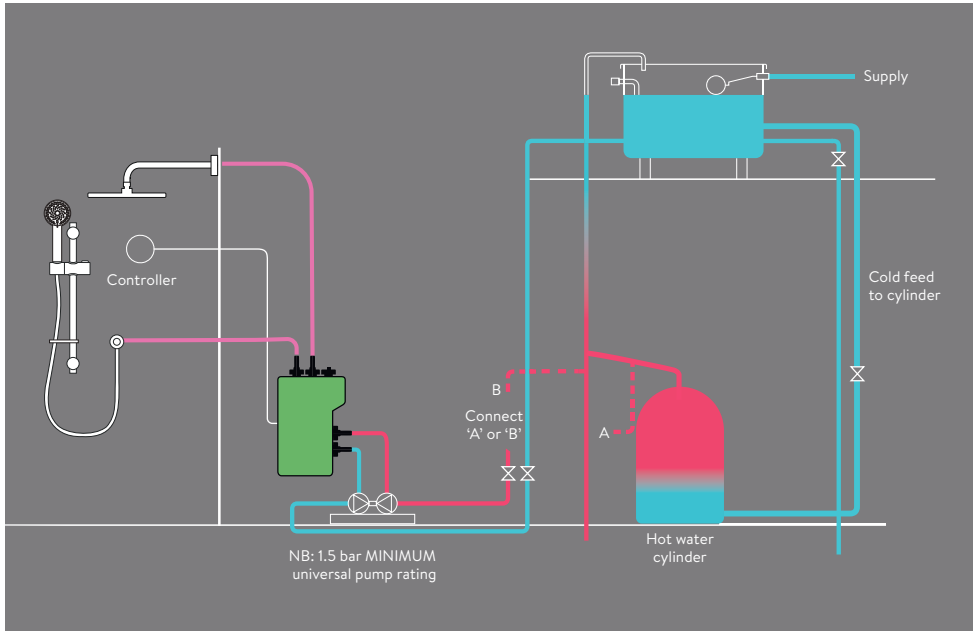 Supply
Controller
Cold feed
to cylinder
B
Connect
‘A’ or ‘B’
A
Hot water
cylinder
NB: 1.5 bar MINIMUM
universal pump rating